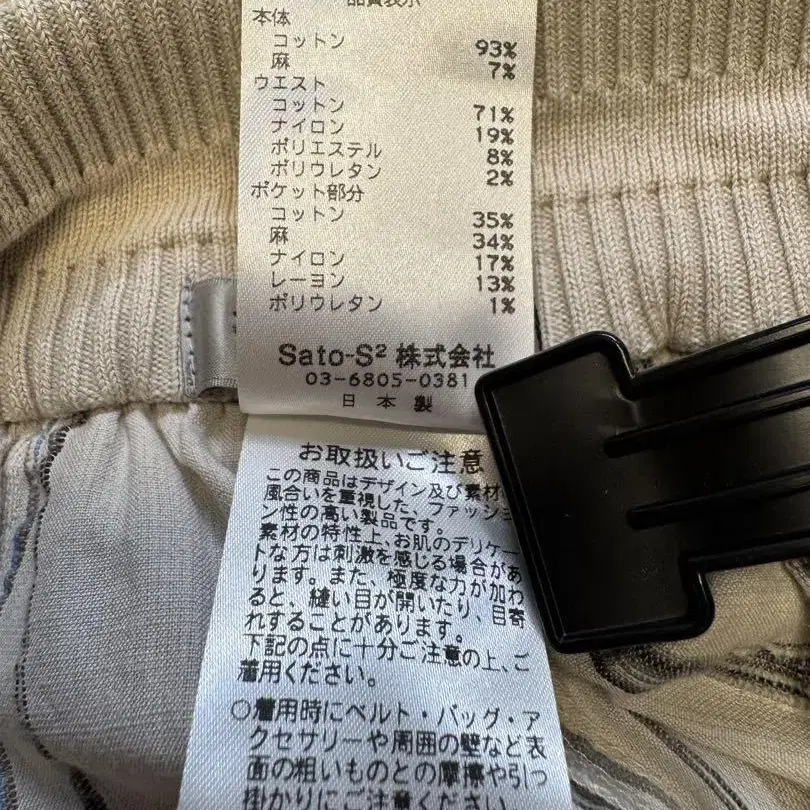 品質表示
本体
コットン 93%
麻 7%
ウエスト
コットン 71%
ナイロン 19%
ポリエステル 8%
ポリウレタン 2%
ポケット部分
コットン 35%
麻 34%
ナイロン 17%
レーヨン 13%
ポリウレタン 1%
Sato-S² 株式会社
03-6805-0381
日本製
お取扱いご注意
この商品はデザイン及び素材
風合いを重視した、ファッショ
ン性の高い製品です。
素材の特性上、お肌のデリケー
トな方は刺激を感じる場合があ
ります。また、極度な力が加わ
ると、縫い目が開いたり、目寄
れすることがあります。
下記の点に十分ご注意の上、ご
着用ください。
○着用時にベルト・バッグ・ア
クセサリーや周囲の壁など表
面の粗いものとの摩擦や引っ
掛かりにご注意ください。